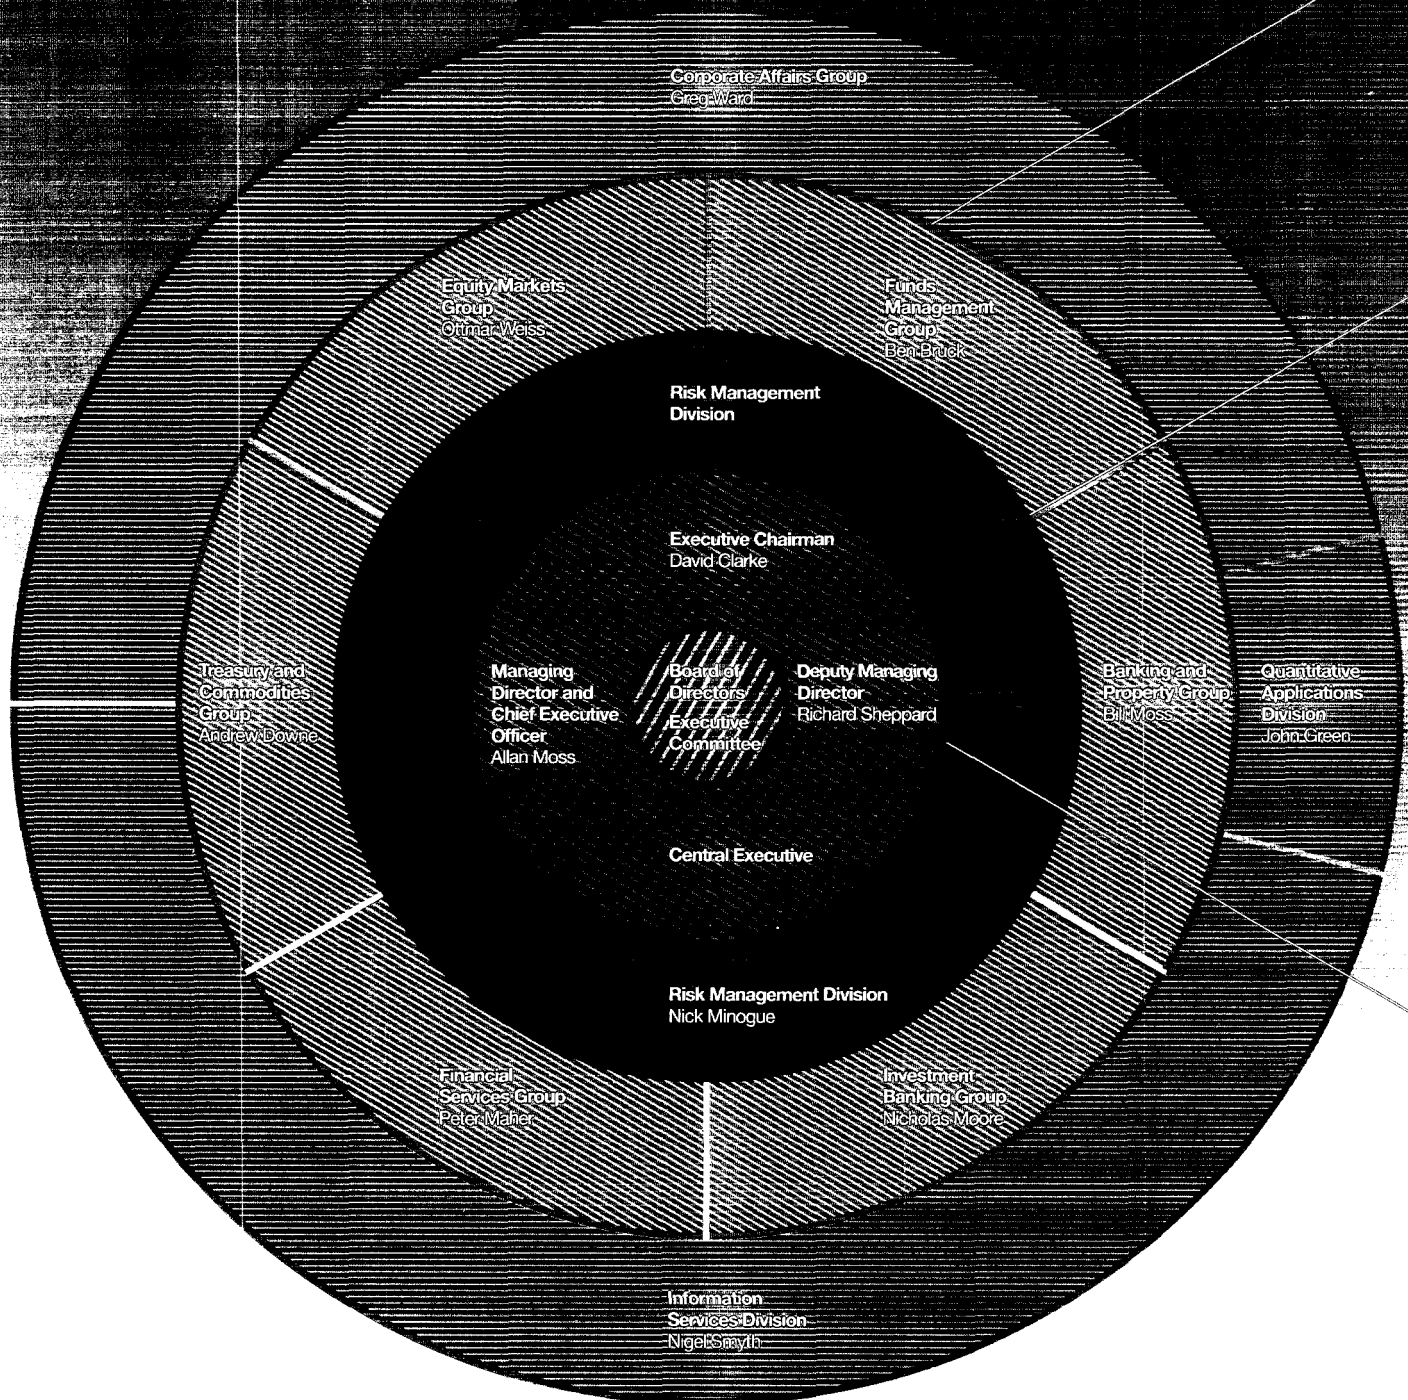 Corporate Affairs Group
Greg Ward
Equity Markets
Group
Ottmar Weiss
Funds
Management
Group
Ben Bruck
Risk Management
Division
Executive Chairman
David Clarke
Treasury and
Commodities
Group
Andrew Downe
Managing
Director and
Chief Executive
Officer
Allan Moss
Board of
Directors
Executive
Committee
Deputy Managing
Director
Richard Sheppard
Banking and
Property Group
Bill Moss
Quantitative
Applications
Division
John Green
Central Executive
Risk Management Division
Nick Minogue
Financial
Services Group
Peter Maher
Investment
Banking Group
Nicholas Moore
Information
Services Division
Nigel Smyth